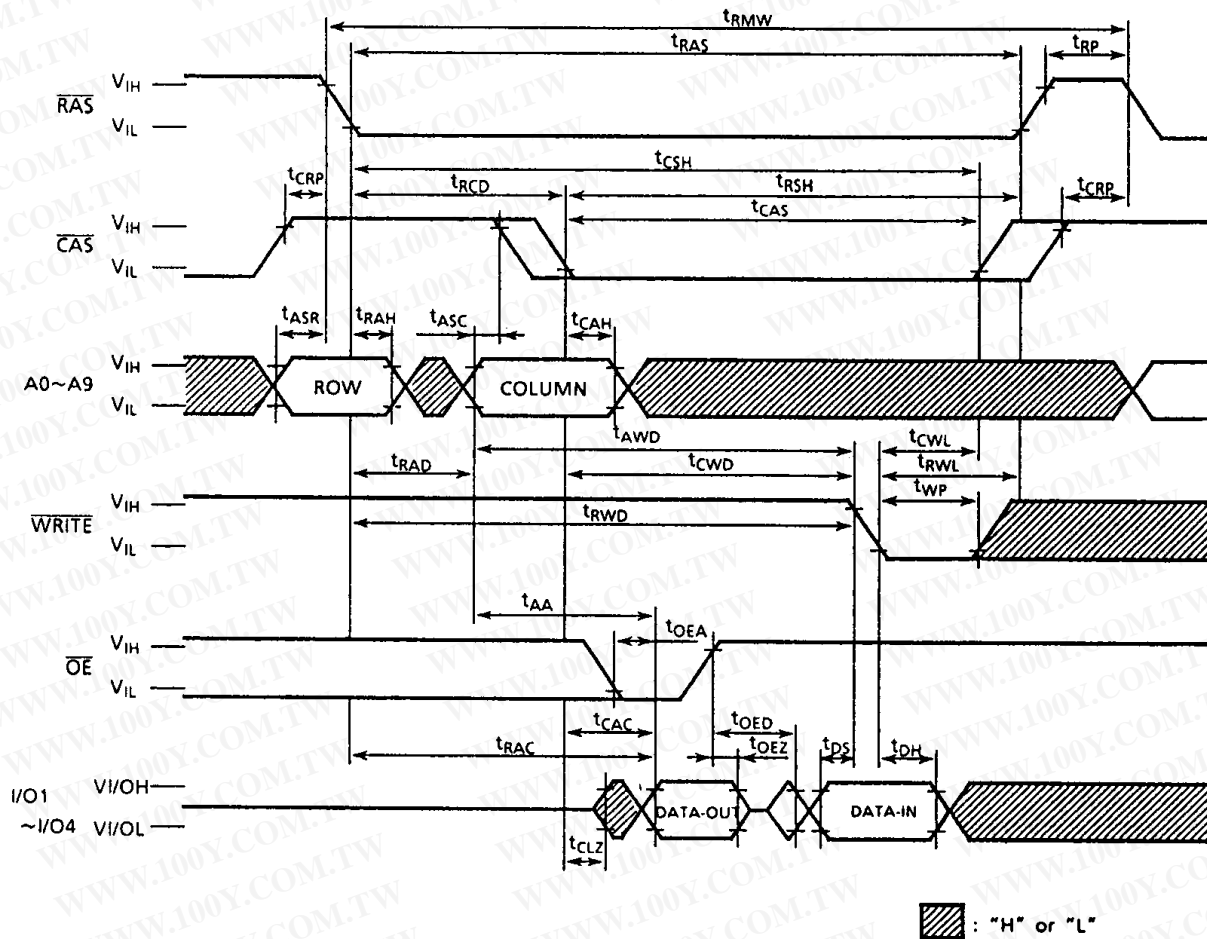 tRMW
tRAS
tRP
VIH
RAS
VIL
tCSH
tCRP
tRCD
tRSH
tCRP
tCAS
VIH
CAS
VIL
tASR
tRAH
tASC
tCAH
VIH
A0~A9
ROW
COLUMN
VIL
tAWD
tCWL
tRAD
tCWD
tRWL
tWP
VIH
WRITE
tRWD
VIL
tAA
tOEA
VIH
OE
VIL
tCAC
tOED
tRAC
tOEZ
tDS
tDH
I/O1
VI/OH
DATA-OUT
DATA-IN
~I/O4
VI/OL
tCLZ
: "H" or "L"
WWW.100Y.COM.TW